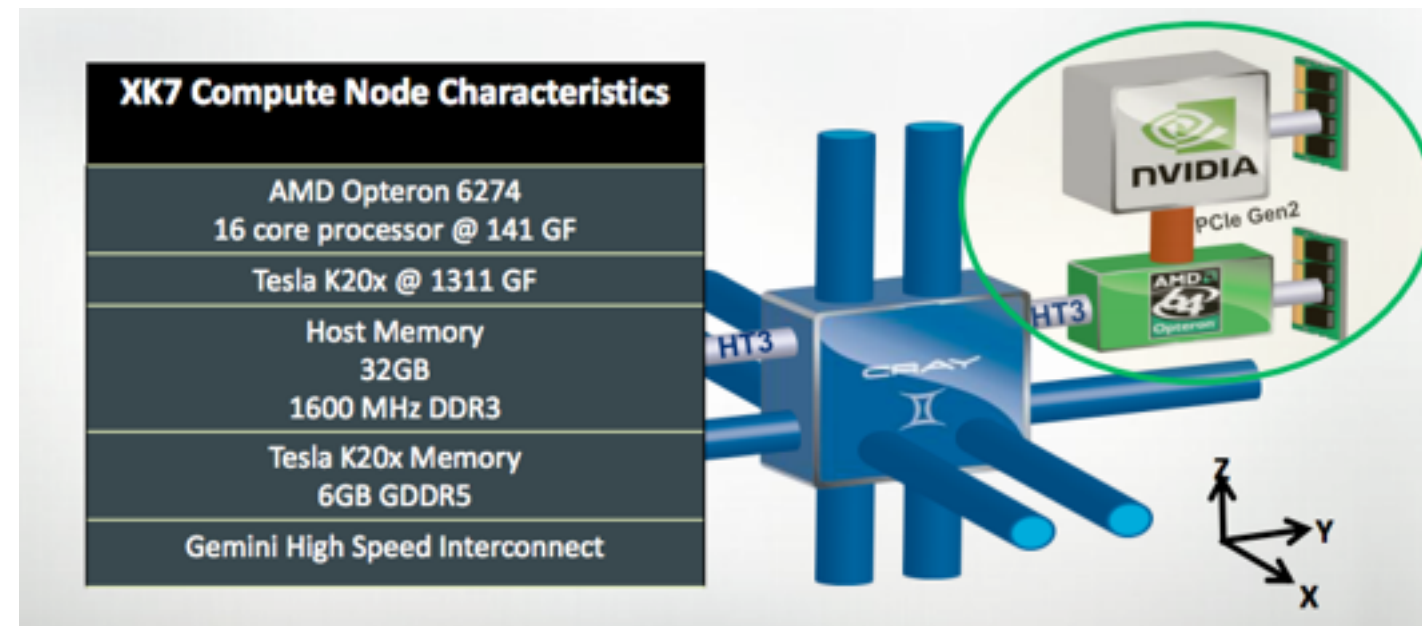 XK7 Compute Node Characteristics
AMD Opteron 6274
16 core processor @ 141 GF
Tesla K20x @ 1311 GF
Host Memory
32GB
1600 MHz DDR3
Tesla K20x Memory
6GB GDDR5
Gemini High Speed Interconnect
HT3
CRAY
HT3
NVIDIA
PCIe Gen2
AMD
64
Opteron
Z
Y
X